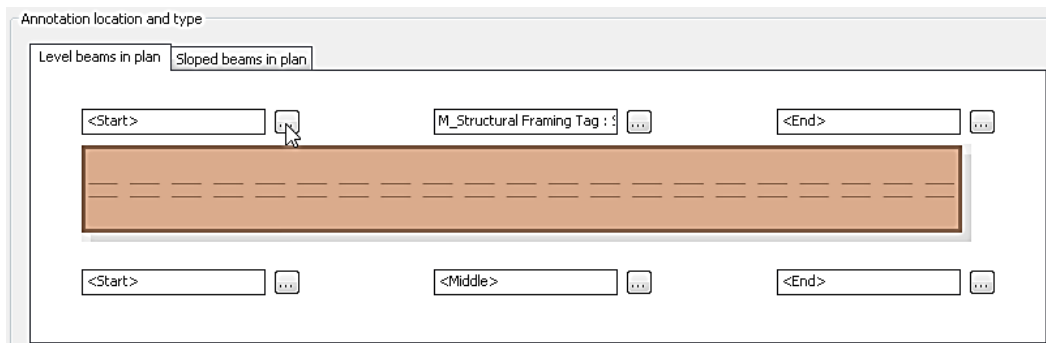 Annotation location and type
Level beams in plan Sloped beams in plan
<Start> ... M_Structural Framing Tag : ... <End> ...
<Start> ... <Middle> ... <End> ...